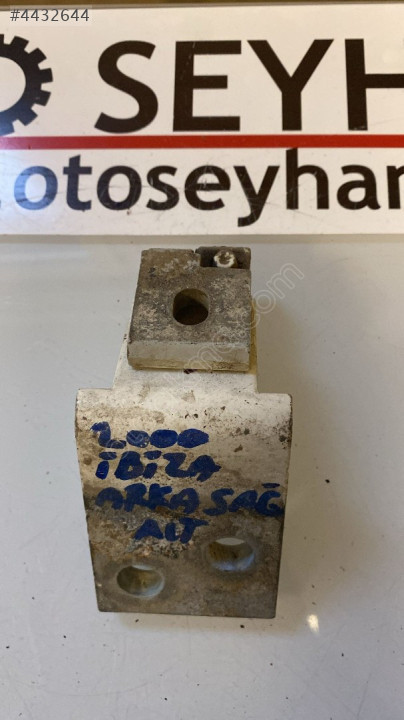 #4432644
SEYH
otoseyhan
2000
İBİZA
ARKA SAĞ
ALT